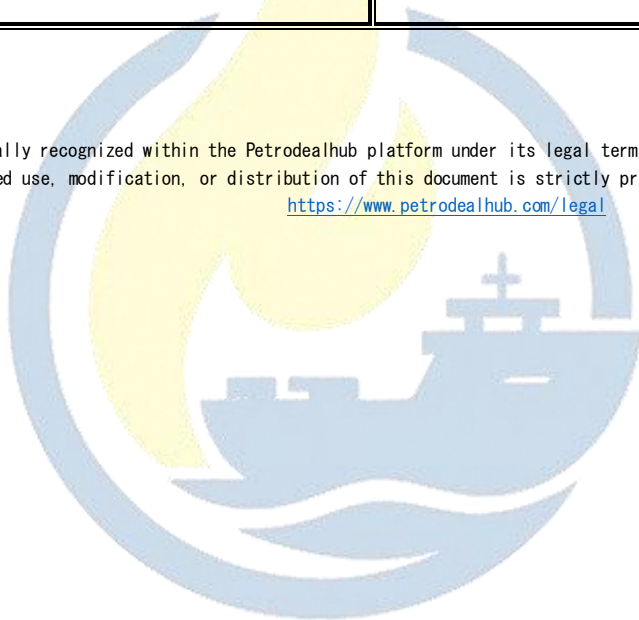 ally recognized within the Petrodealhub platform under its legal term
ed use, modification, or distribution of this document is strictly pr
https://www.petrodealhub.com/legal